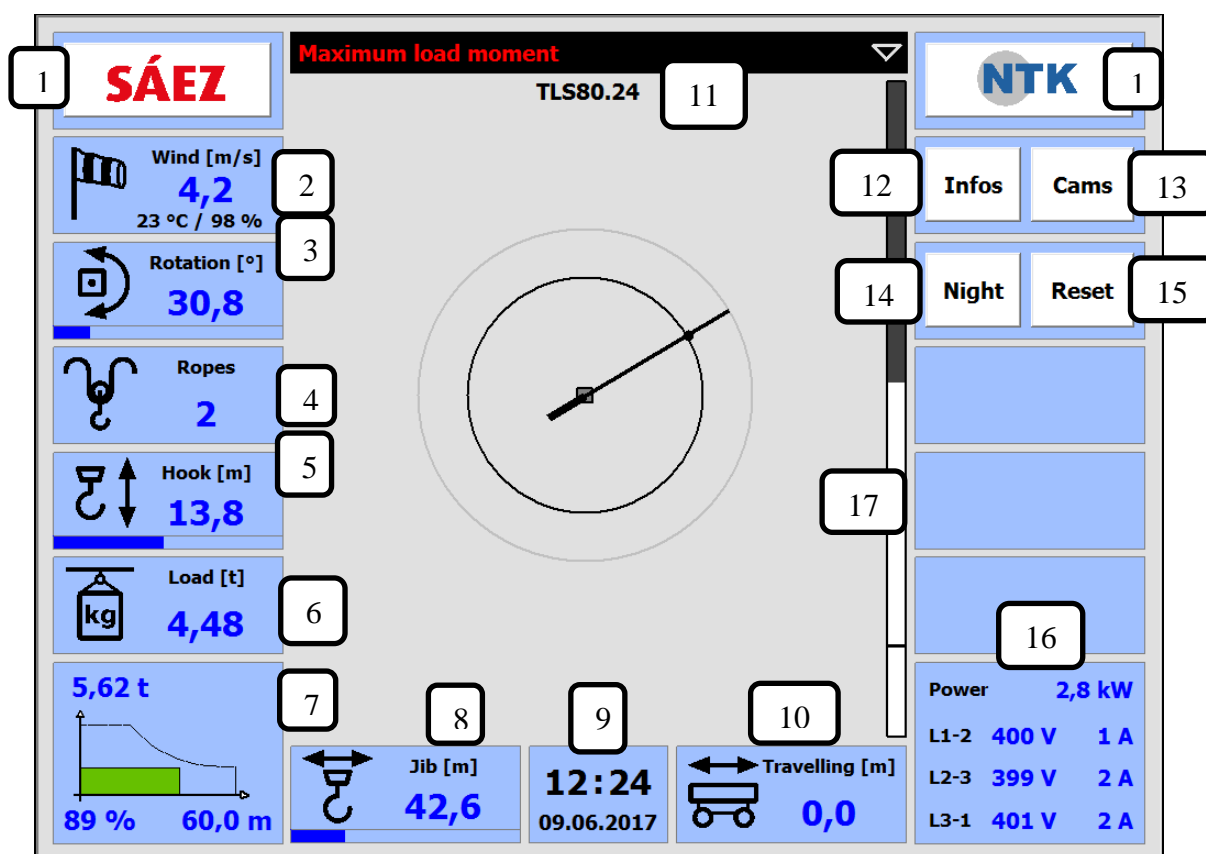 1
SÁEZ
Maximum load moment
NTK
1
TLS80.24
11
Wind [m/s]
4,2
23 °C / 98 %
2
12
Infos
Cams
13
3
Rotation [°]
30,8
14
Night
Reset
15
Ropes
2
4
Hook [m]
13,8
5
17
Load [t]
kg
4,48
6
16
5,62 t
89 %
60,0 m
7
8
Jib [m]
42,6
9
12:24
09.06.2017
10
Travelling [m]
0,0
Power 2,8 kW
L1-2 400 V 1 A
L2-3 399 V 2 A
L3-1 401 V 2 A